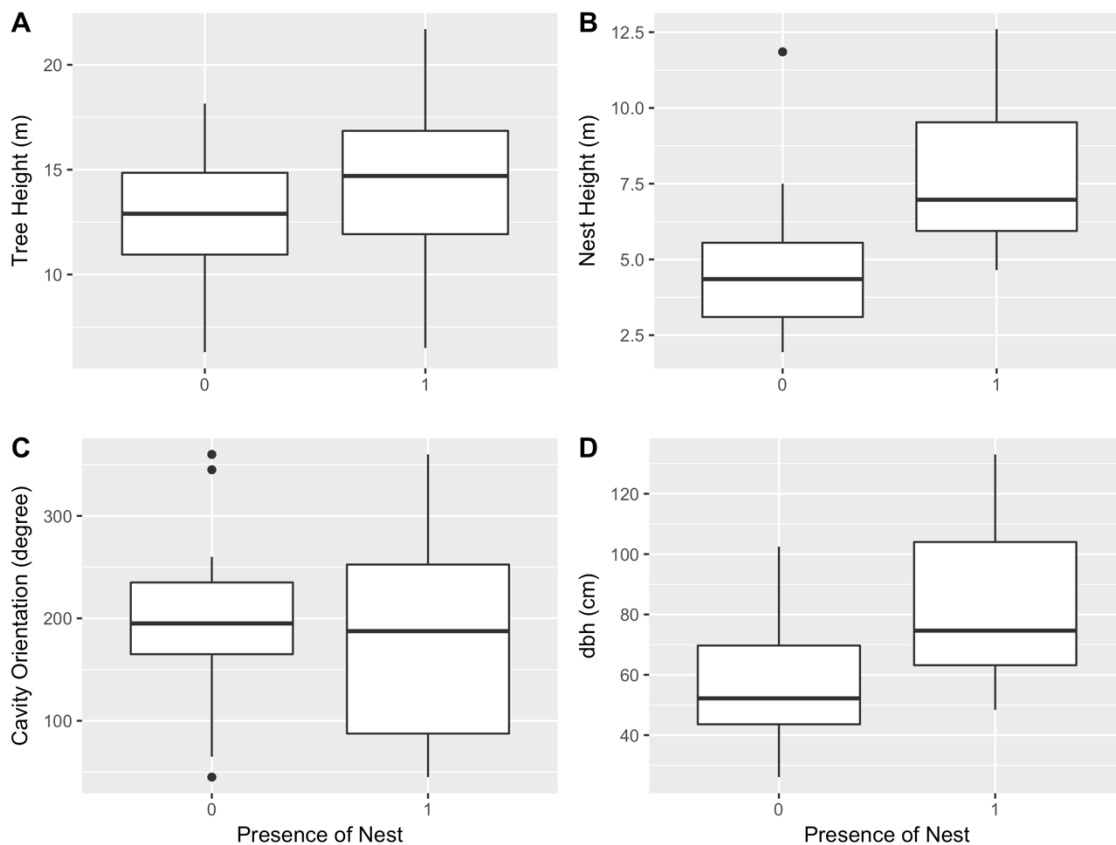 A
Tree Height (m)
20
15
10
0
1
B
Nest Height (m)
12.5
10.0
7.5
5.0
2.5
0
1
C
Cavity Orientation (degree)
300
200
100
0
1
Presence of Nest
D
dbh (cm)
120
100
80
60
40
0
1
Presence of Nest